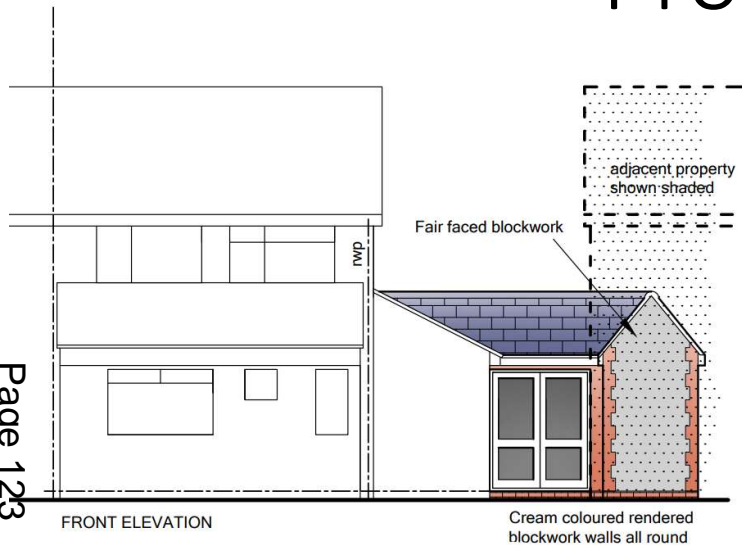 adjacent property
shown shaded
Fair faced blockwork
rwp
Page 123
FRONT ELEVATION
Cream coloured rendered
blockwork walls all round